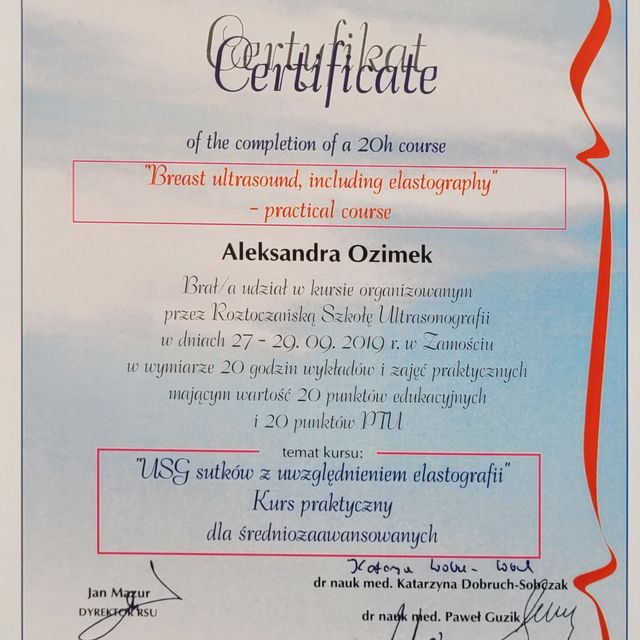 Certyfikat
Certificate
of the completion of a 20h course
"Breast ultrasound, including elastography"
- practical course
Aleksandra Ozimek
Brał/a udział w kursie organizowanym
przez Roztoczańską Szkołę Ultrasonografii
w dniach 27 - 29. 09. 2019 r. w Zamościu
w wymiarze 20 godzin wykładów i zajęć praktycznych
mającym wartość 20 punktów edukacyjnych
i 20 punktów PTU
temat kursu:
"USG sutków z uwzględnieniem elastografii"
Kurs praktyczny
dla średniozaawansowanych
dr nauk med. Katarzyna Dobruch-Sobczak
Jan Mazur
DYREKTOR RSU
dr nauk med. Paweł Guzik